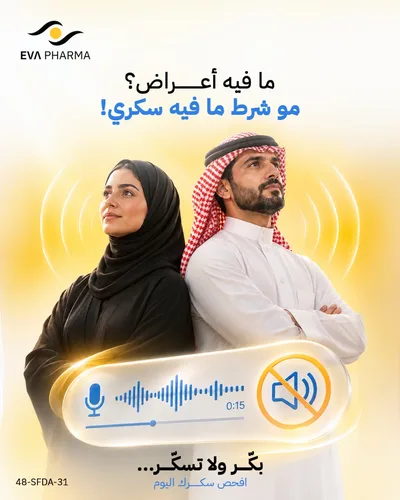 EVA PHARMA
ما فيه أعـــراض؟
مو شرط ما فيه سكري!
0:15
بكّـر ولا تسكّـر...
افحص سكـرك اليوم
48-SFDA-31